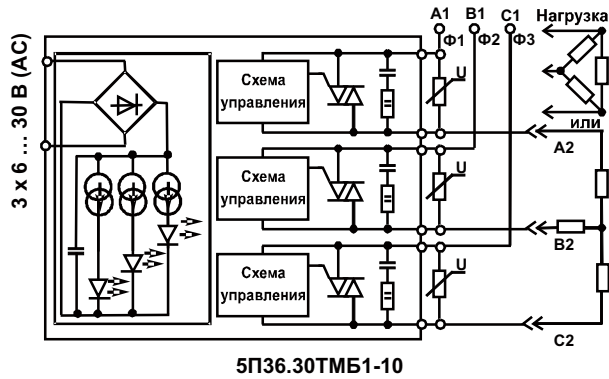 A1 B1 C1
Ф1 Ф2 Ф3
Нагрузка
или
3 x 6 ... 30 В (AC)
Схема
управления
U
A2
Схема
управления
U
B2
Схема
управления
U
C2
5П36.30ТМБ1-10